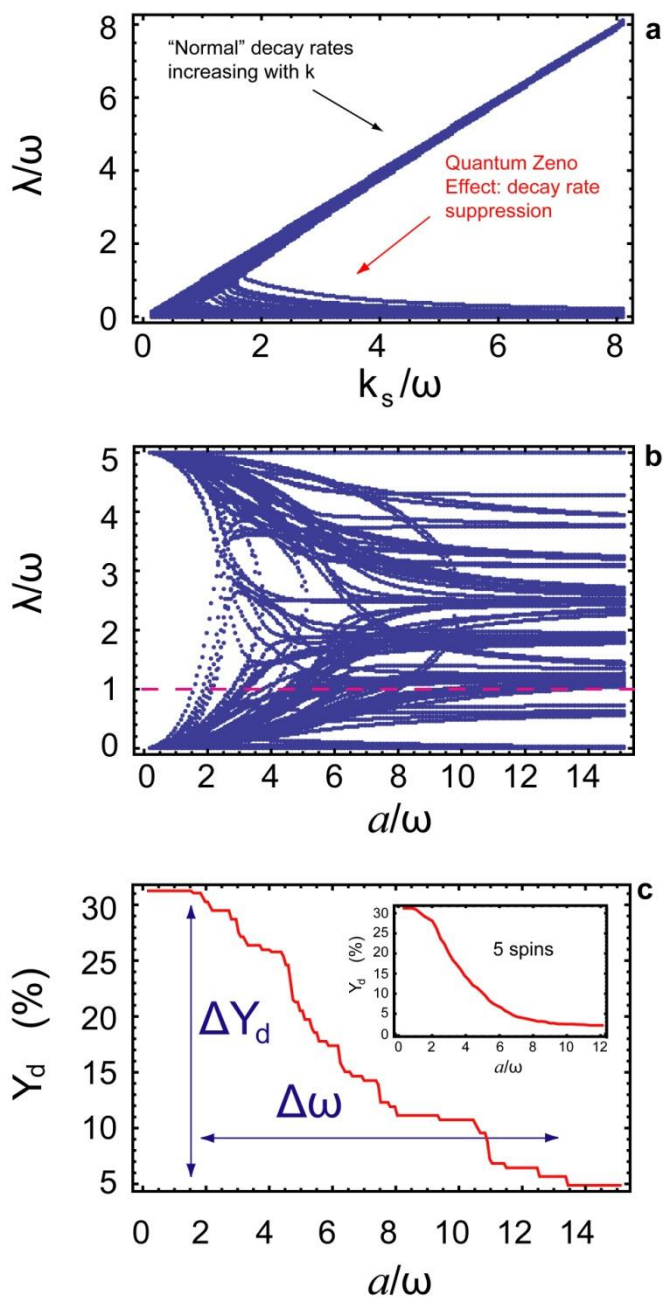 a
"Normal" decay rates
increasing with k
Quantum Zeno
Effect: decay rate
suppression
λ/ω
8
6
4
2
0
0 2 4 6 8
k_s/ω
b
λ/ω
5
4
3
2
1
0
0 2 4 6 8 10 12 14
a/ω
c
Y_d (%)
30
25
20
15
10
5
ΔY_d
Δω
5 spins
Y_d (%)
30
25
20
15
10
5
0
0 2 4 6 8 10 12
a/ω
0 2 4 6 8 10 12 14
a/ω